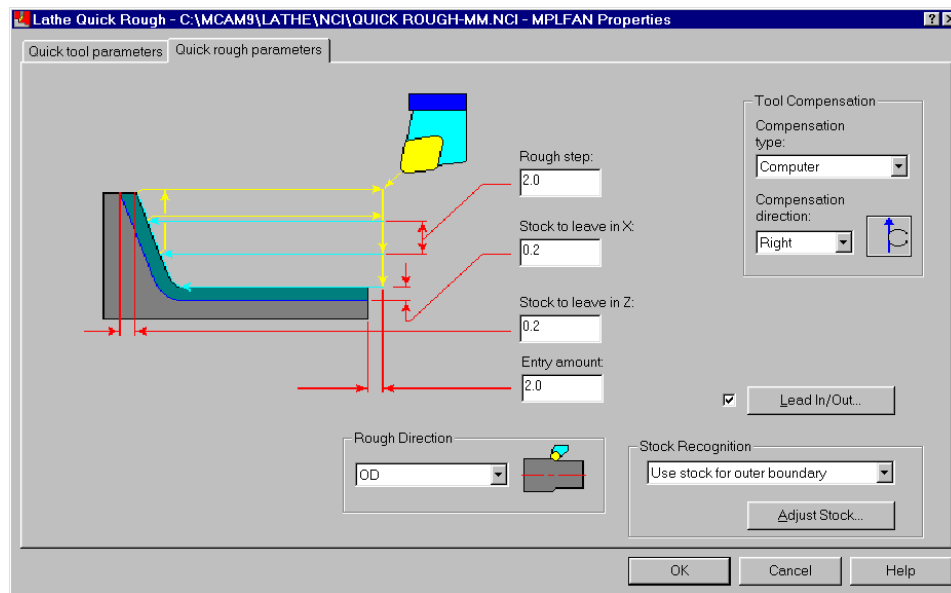 Lathe Quick Rough - C:\MCAM9\LATHE\NCI\QUICK ROUGH-MM.NCI - MPLFAN Properties
Quick tool parameters
Quick rough parameters
Rough step:
2.0
Stock to leave in X:
0.2
Stock to leave in Z:
0.2
Entry amount:
2.0
Tool Compensation
Compensation
type:
Computer
Compensation
direction:
Right
Lead In/Out...
Rough Direction
OD
Stock Recognition
Use stock for outer boundary
Adjust Stock...
OK
Cancel
Help